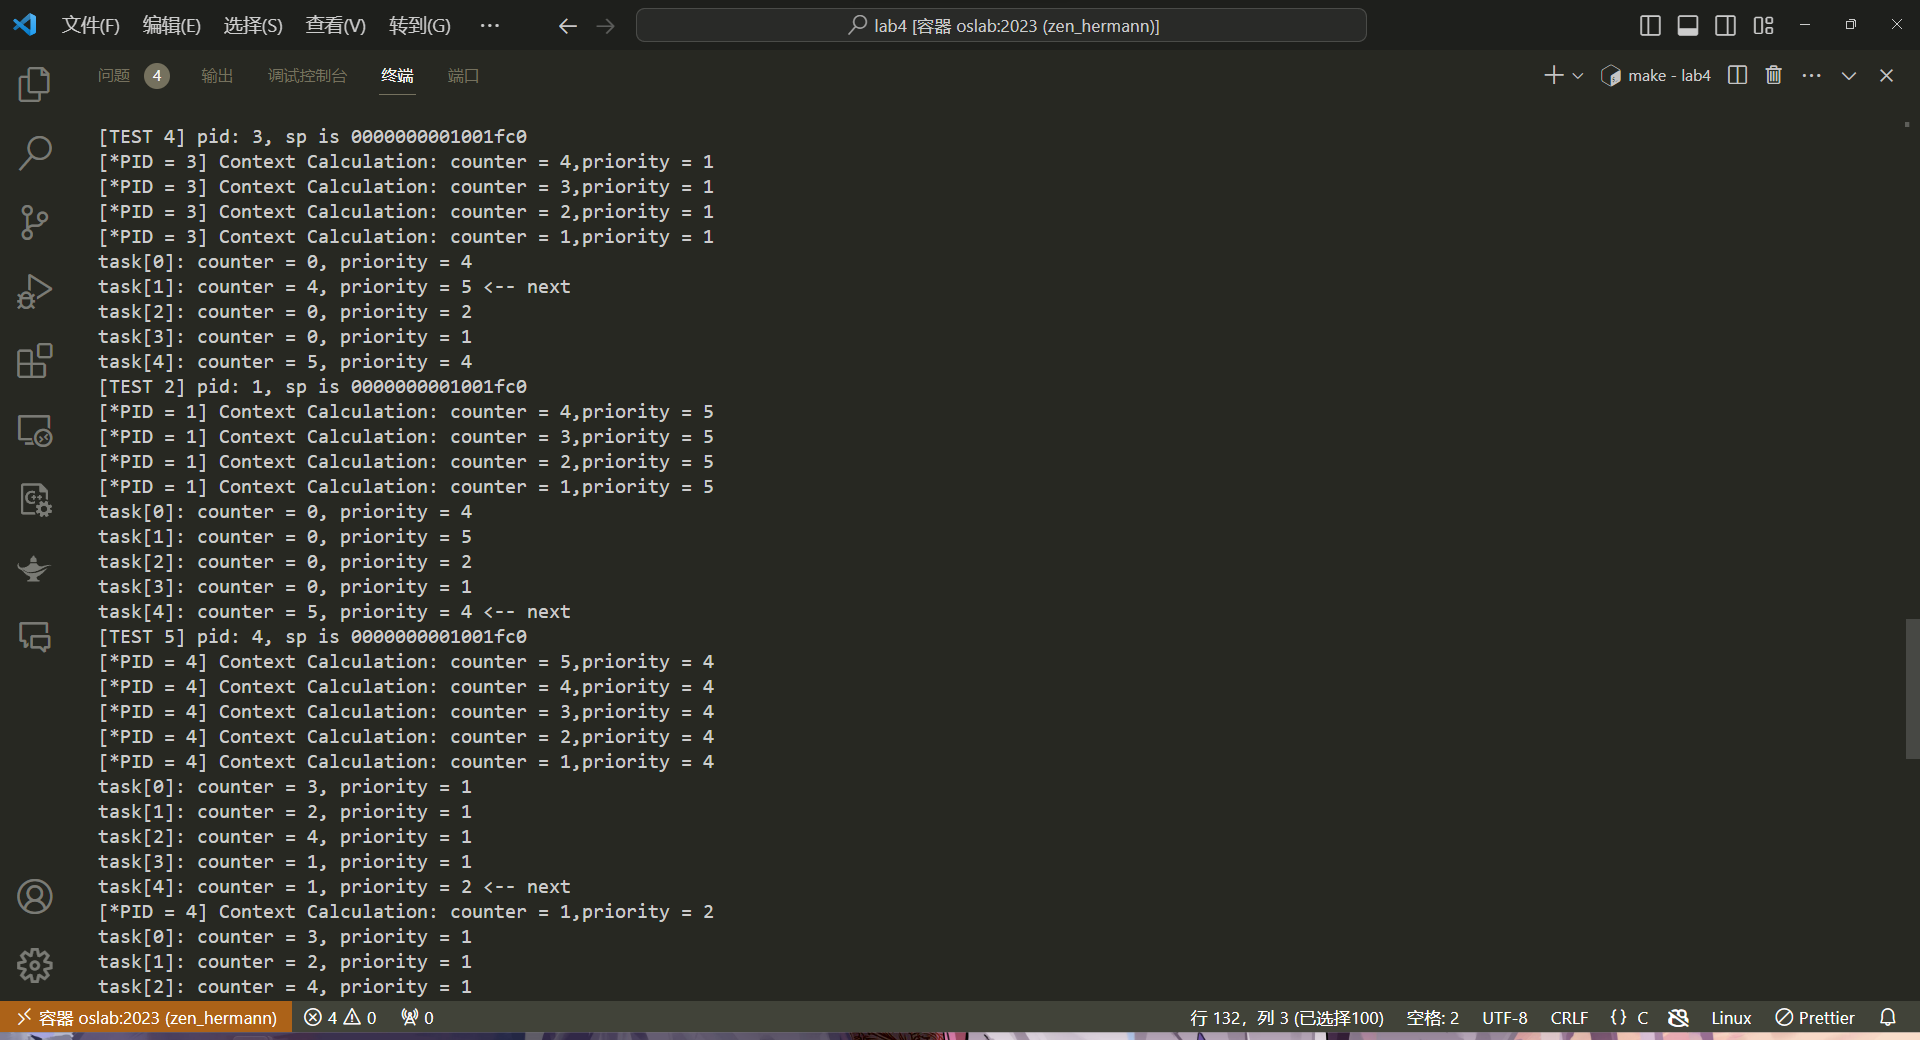 文件(F) 编辑(E) 选择(S) 查看(V) 转到(G) ··· lab4 [容器 oslab:2023 (zen_hermann)]
问题 4 输出 调试控制台 终端 端口 make - lab4
[TEST 4] pid: 3, sp is 0000000001001fc0
[*PID = 3] Context Calculation: counter = 4,priority = 1
[*PID = 3] Context Calculation: counter = 3,priority = 1
[*PID = 3] Context Calculation: counter = 2,priority = 1
[*PID = 3] Context Calculation: counter = 1,priority = 1
task[0]: counter = 0, priority = 4
task[1]: counter = 4, priority = 5 <-- next
task[2]: counter = 0, priority = 2
task[3]: counter = 0, priority = 1
task[4]: counter = 5, priority = 4
[TEST 2] pid: 1, sp is 0000000001001fc0
[*PID = 1] Context Calculation: counter = 4,priority = 5
[*PID = 1] Context Calculation: counter = 3,priority = 5
[*PID = 1] Context Calculation: counter = 2,priority = 5
[*PID = 1] Context Calculation: counter = 1,priority = 5
task[0]: counter = 0, priority = 4
task[1]: counter = 0, priority = 5
task[2]: counter = 0, priority = 2
task[3]: counter = 0, priority = 1
task[4]: counter = 5, priority = 4 <-- next
[TEST 5] pid: 4, sp is 0000000001001fc0
[*PID = 4] Context Calculation: counter = 5,priority = 4
[*PID = 4] Context Calculation: counter = 4,priority = 4
[*PID = 4] Context Calculation: counter = 3,priority = 4
[*PID = 4] Context Calculation: counter = 2,priority = 4
[*PID = 4] Context Calculation: counter = 1,priority = 4
task[0]: counter = 3, priority = 1
task[1]: counter = 2, priority = 1
task[2]: counter = 4, priority = 1
task[3]: counter = 1, priority = 1
task[4]: counter = 1, priority = 2 <-- next
[*PID = 4] Context Calculation: counter = 1,priority = 2
task[0]: counter = 3, priority = 1
task[1]: counter = 2, priority = 1
task[2]: counter = 4, priority = 1
容器 oslab:2023 (zen_hermann) 4 0 0 行 132，列 3 (已选择100) 空格: 2 UTF-8 CRLF {} C Linux Prettier